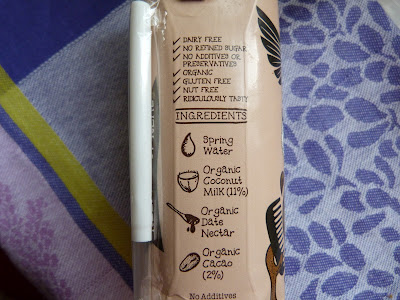 ✓ DAIRY FREE
✓ NO REFINED SUGAR
✓ NO ADDITIVES OR
PRESERVATIVES
✓ ORGANIC
✓ GLUTEN FREE
✓ NUT FREE
✓ RIDICULOUSLY TASTY
INGREDIENTS
Spring
Water
Organic
Coconut
Milk (11%)
Organic
Date
Nectar
Organic
Cacao
(2%)
No Additives